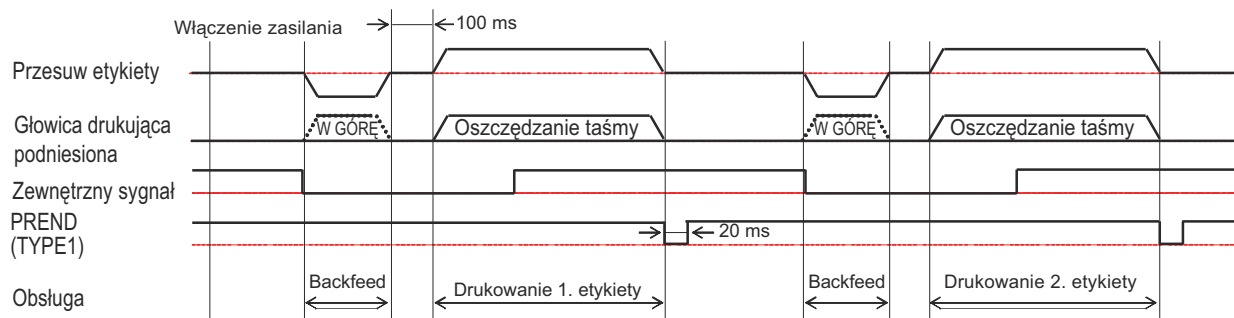 Włączenie zasilania
100 ms
Przesuw etykiety
Głowica drukująca
podniesiona
W GÓRĘ
Oszczędzanie taśmy
W GÓRĘ
Oszczędzanie taśmy
Zewnętrzny sygnał
PREND
(TYPE1)
20 ms
Obsługa
Backfeed
Drukowanie 1. etykiety
Backfeed
Drukowanie 2. etykiety